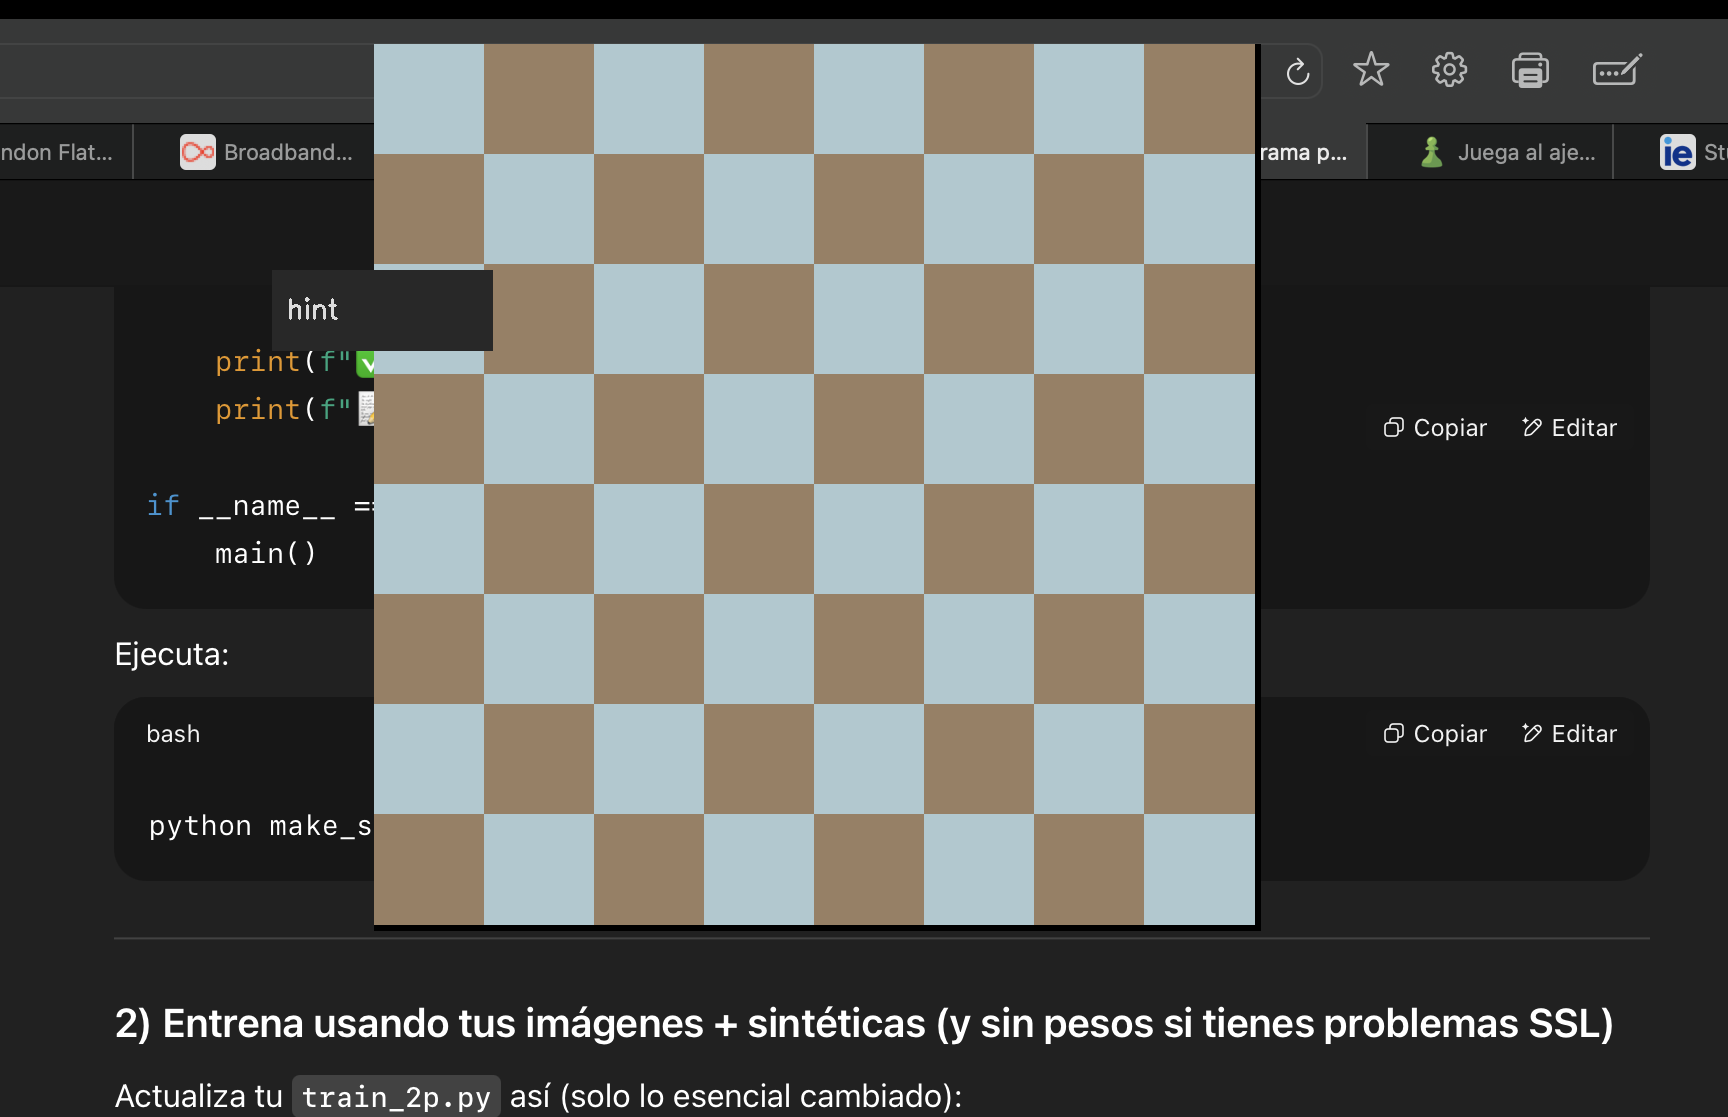 ndon Flat...
Broadband...
rama p...
Juega al aje...
ie
hint
print(f"
print(f"
Copiar
Editar
if __name__ ==
main()
Ejecuta:
bash
Copiar
Editar
python make_s
2) Entrena usando tus imágenes + sintéticas (y sin pesos si tienes problemas SSL)
Actualiza tu train_2p.py así (solo lo esencial cambiado):